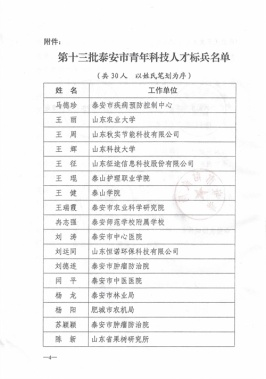 附件：
第十三批泰安市青年科技人才标兵名单
（共30人 以姓氏笔划为序）
姓 名 工作单位
马德珍 泰安市疾病预防控制中心
王 丽 山东农业大学
王 周 山东秋实节能科技有限公司
王 辉 山东科技大学
王 征 山东征途信息科技股份有限公司
王 琨 泰山护理职业学院
王 健 泰山学院
王瑞霞 泰安市农业科学研究院
冉志强 泰安师范学校附属学校
刘 涛 泰安市中心医院
刘廷同 山东恒诺环保科技有限公司
刘德莲 泰安市肿瘤防治院
闫 平 泰安市中医医院
杨 龙 泰安市林业局
杨 阳 肥城市农机局
苏颖颖 泰安市肿瘤防治院
陈 新 山东省果树研究所
—4—